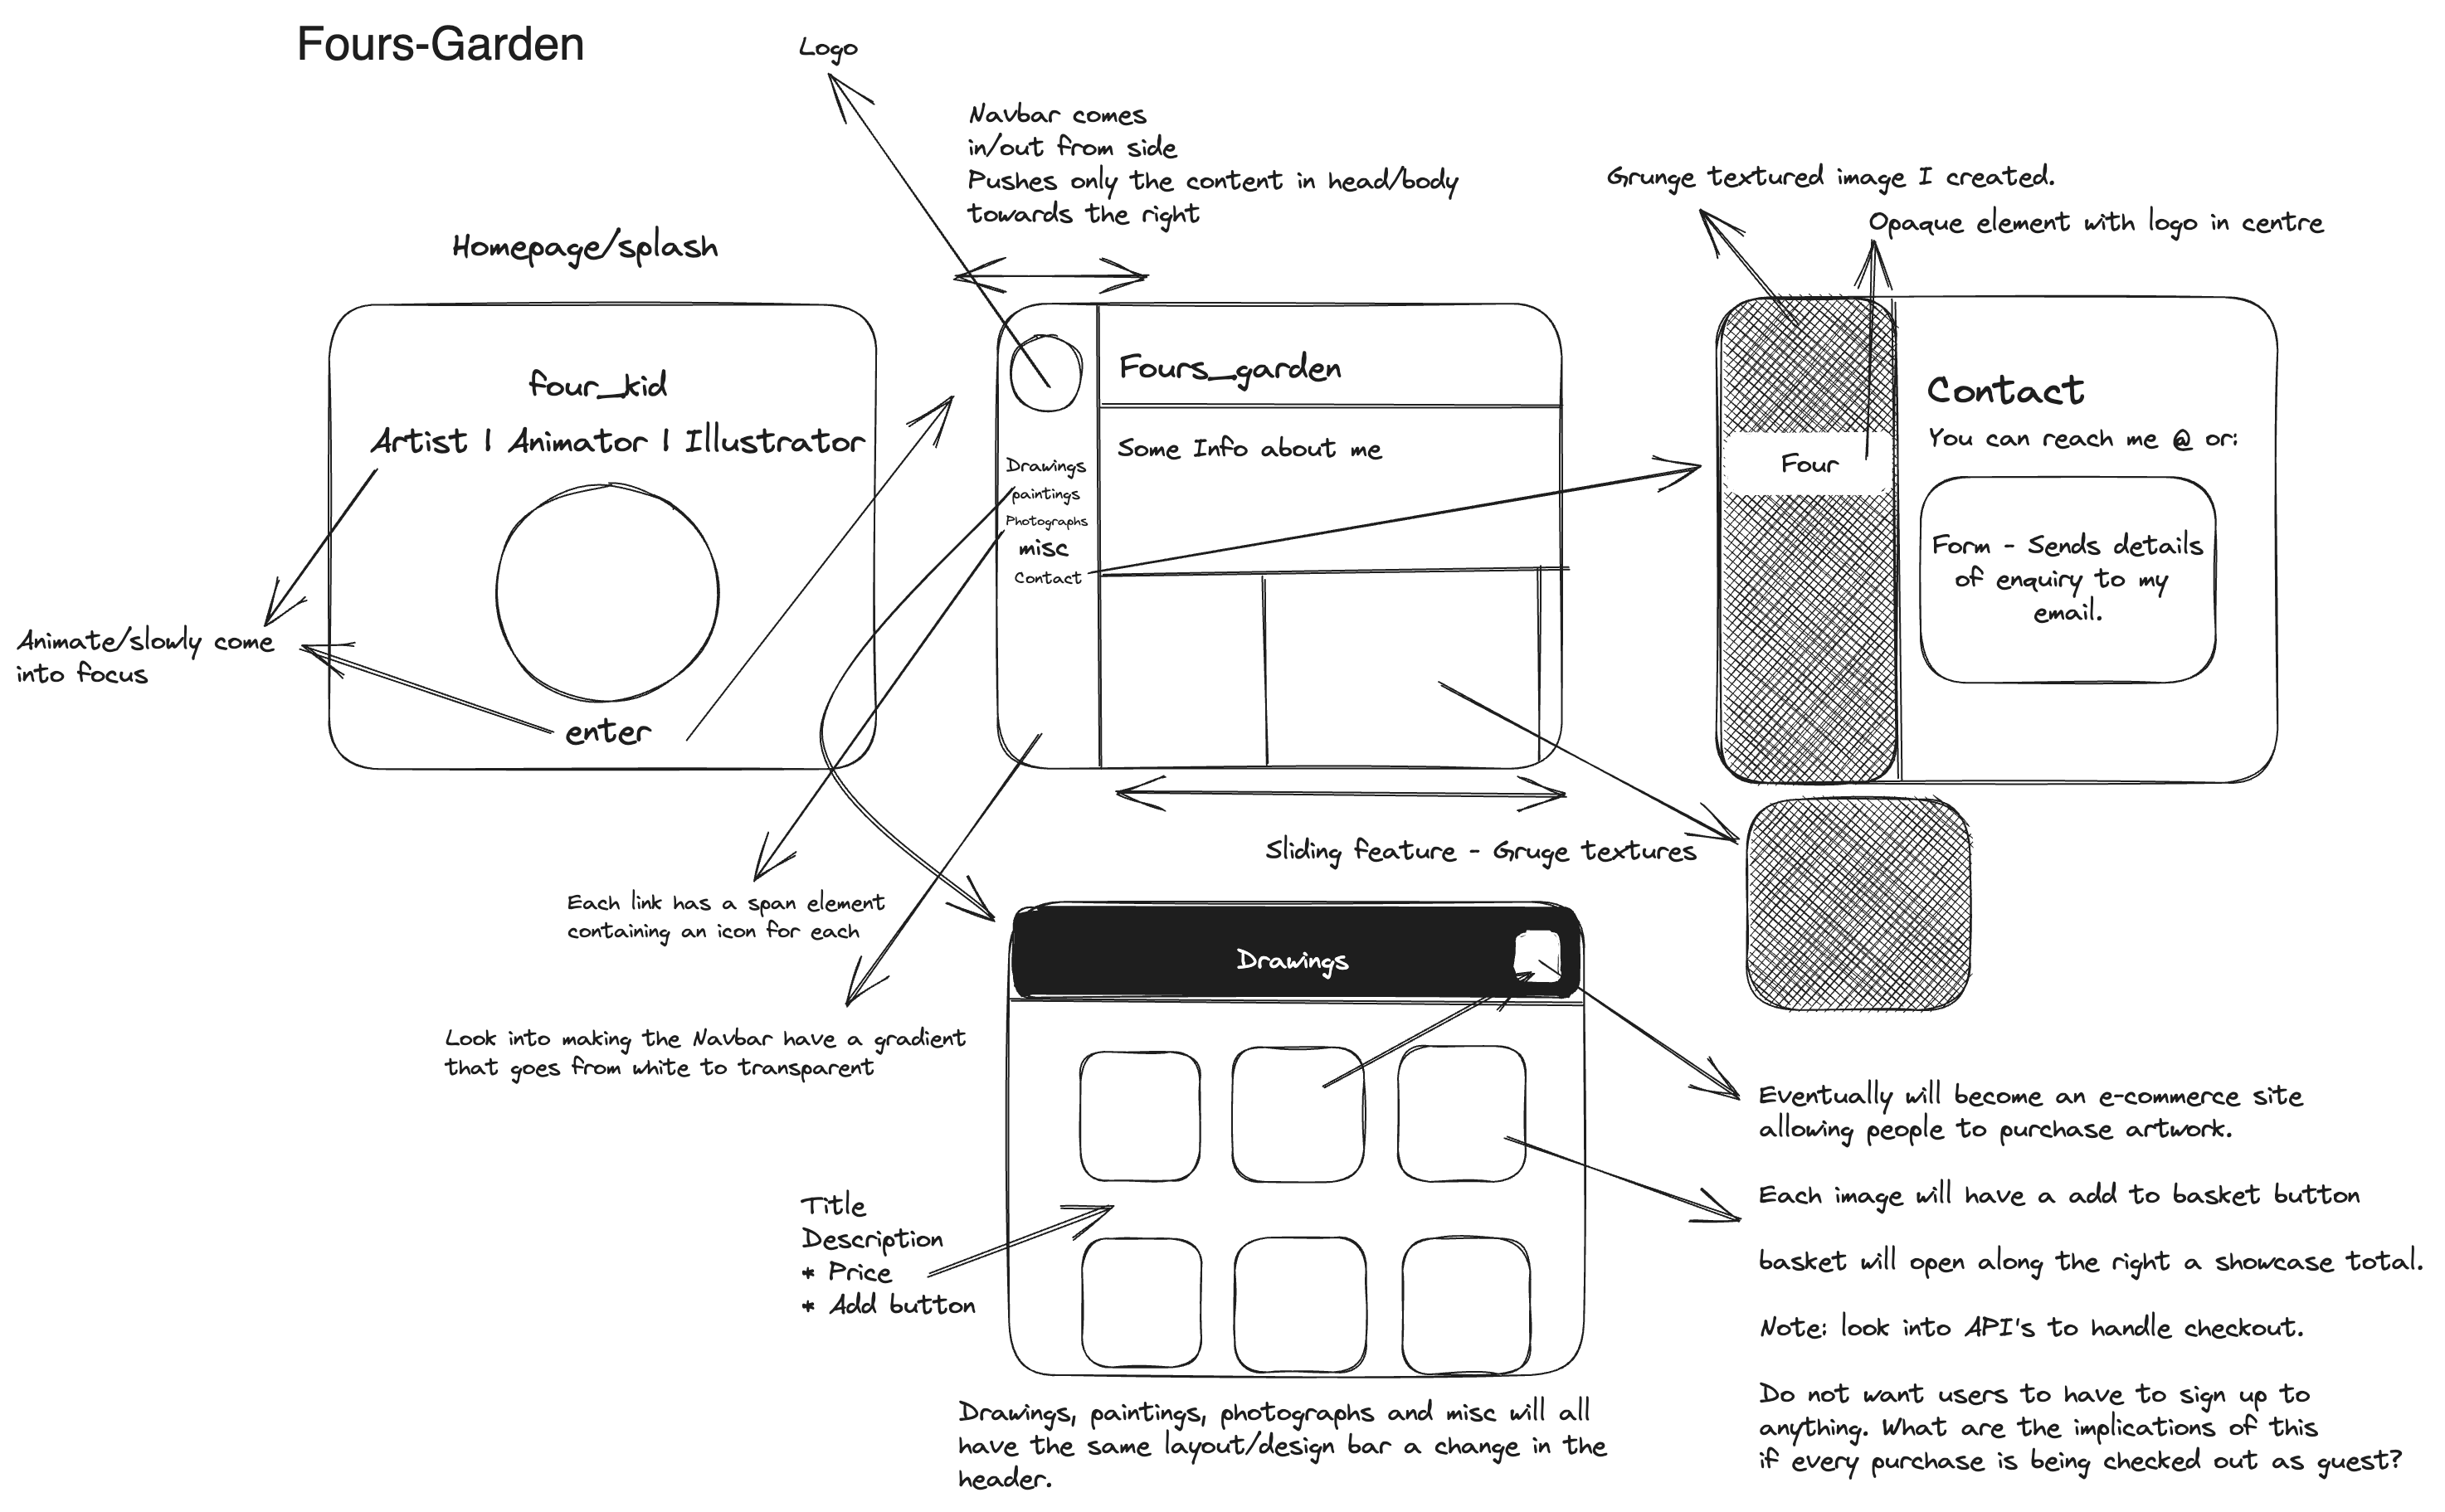 Fours-Garden
Logo
Navbar comes
in/out from side
Pushes only the content in head/body
towards the right
Grunge textured image I created.
Opaque element with logo in centre
Homepage/splash
four_kid
Artist | Animator | Illustrator
enter
Animate/slowly come
into focus
Fours_garden
Some Info about me
Drawings
paintings
Photographs
misc
Contact
Four
Contact
You can reach me @ or:
Form - Sends details
of enquiry to my
email.
Sliding feature - Gruge textures
Each link has a span element
containing an icon for each
Look into making the Navbar have a gradient
that goes from white to transparent
Drawings
Title
Description
* Price
* Add button
Eventually will become an e-commerce site
allowing people to purchase artwork.
Each image will have a add to basket button
basket will open along the right a showcase total.
Note: look into API's to handle checkout.
Do not want users to have to sign up to
anything. What are the implications of this
if every purchase is being checked out as guest?
Drawings, paintings, photographs and misc will all
have the same layout/design bar a change in the
header.